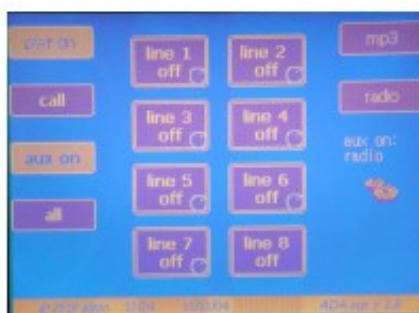 line 1
off
line 2
off
mp3
call
line 3
off
line 4
off
radio
aux on
aux on:
radio
line 5
off
line 6
off
all
line 7
off
line 8
off